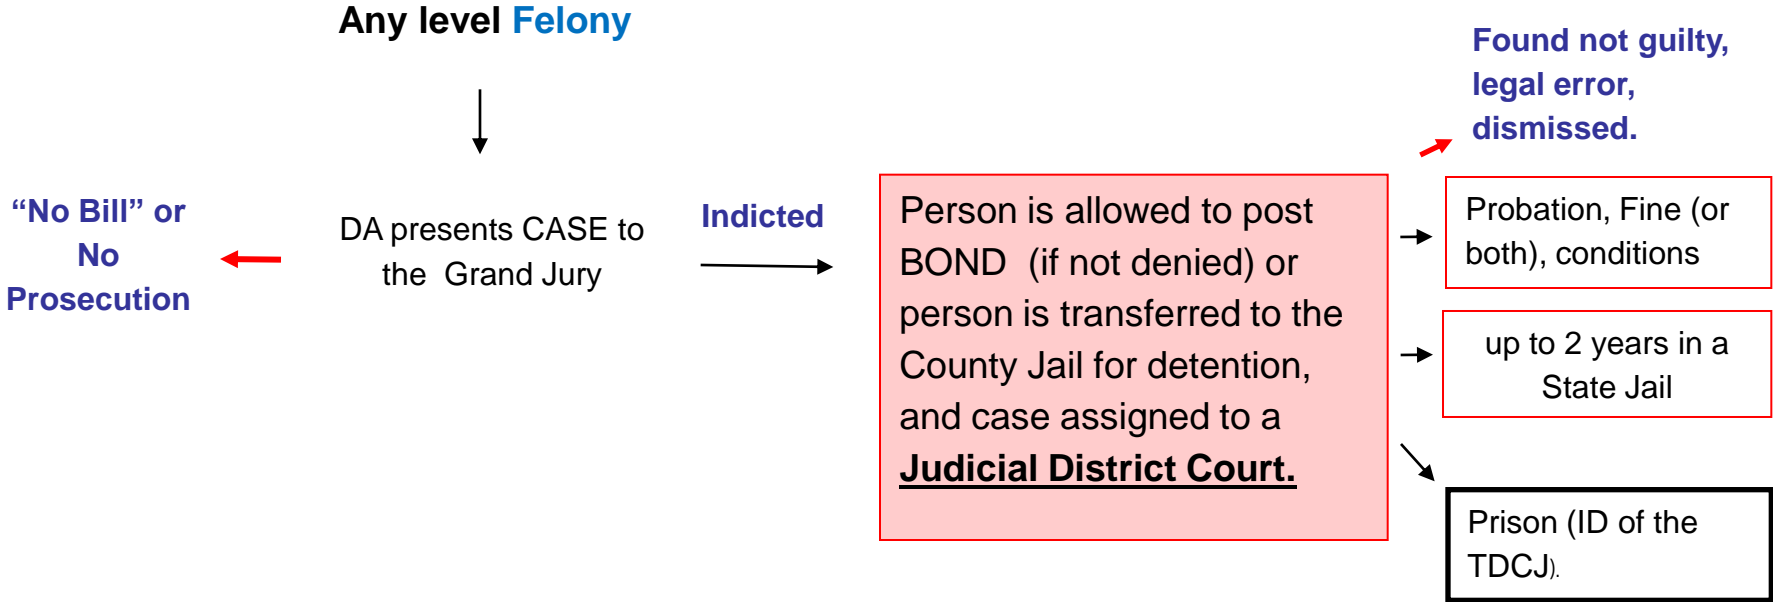 Any level Felony
“No Bill” or
No
Prosecution
DA presents CASE to
the  Grand Jury
Indicted
Person is allowed to post
BOND  (if not denied) or
person is transferred to the
County Jail for detention,
and case assigned to a
Judicial District Court.
Found not guilty,
legal error,
dismissed.
Probation, Fine (or
both), conditions
up to 2 years in a
State Jail
Prison (ID of the
TDCJ).